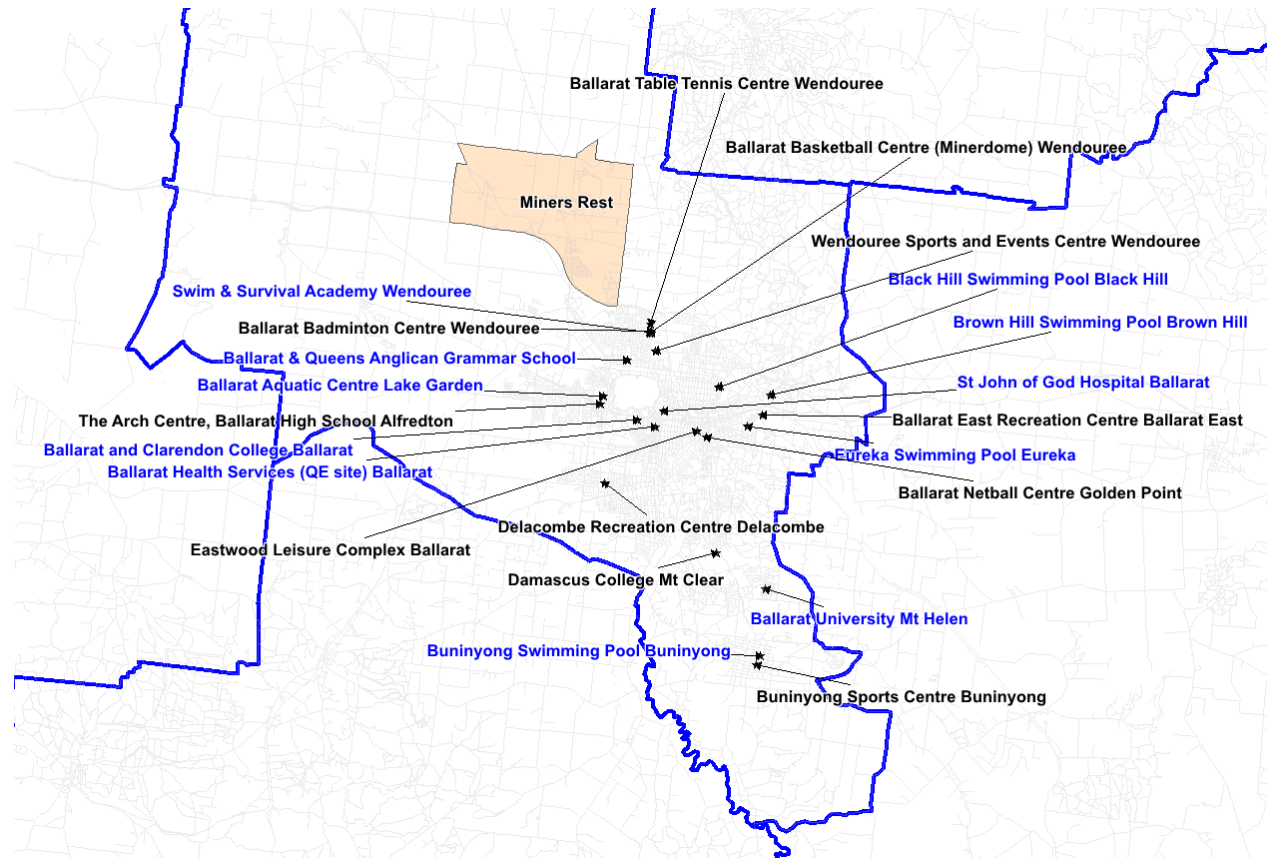 Ballarat Table Tennis Centre Wendouree
Ballarat Basketball Centre (Minerdome) Wendouree
Miners Rest
Wendouree Sports and Events Centre Wendouree
Black Hill Swimming Pool Black Hill
Swim & Survival Academy Wendouree
Brown Hill Swimming Pool Brown Hill
Ballarat Badminton Centre Wendouree
Ballarat & Queens Anglican Grammar School
Ballarat Aquatic Centre Lake Garden
St John of God Hospital Ballarat
The Arch Centre, Ballarat High School Alfredton
Ballarat East Recreation Centre Ballarat East
Ballarat and Clarendon College Ballarat
Eureka Swimming Pool Eureka
Ballarat Health Services (QE site) Ballarat
Ballarat Netball Centre Golden Point
Delacombe Recreation Centre Delacombe
Eastwood Leisure Complex Ballarat
Damascus College Mt Clear
Ballarat University Mt Helen
Buninyong Swimming Pool Buninyong
Buninyong Sports Centre Buninyong